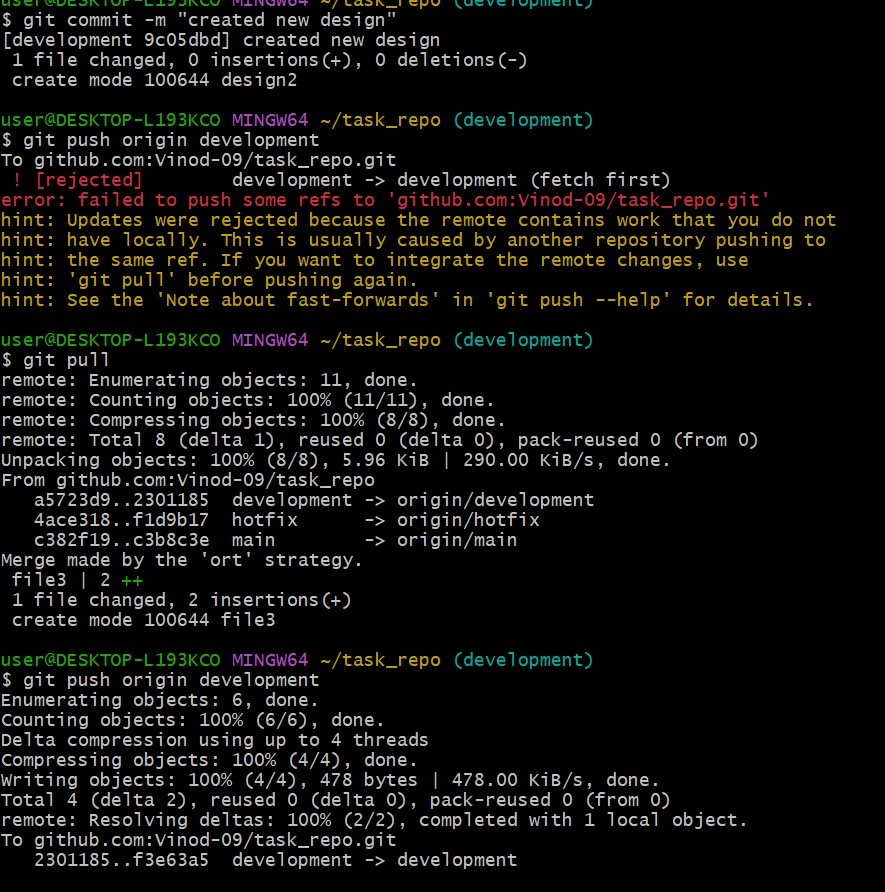 user@DESKTOP-L193KCO MINGW64 ~/task_repo (development)
$ git commit -m "created new design"
[development 9c05dbd] created new design
 1 file changed, 0 insertions(+), 0 deletions(-)
 create mode 100644 design2

user@DESKTOP-L193KCO MINGW64 ~/task_repo (development)
$ git push origin development
To github.com:Vinod-09/task_repo.git
 ! [rejected]        development -> development (fetch first)
error: failed to push some refs to 'github.com:Vinod-09/task_repo.git'
hint: Updates were rejected because the remote contains work that you do not
hint: have locally. This is usually caused by another repository pushing to
hint: the same ref. If you want to integrate the remote changes, use
hint: 'git pull' before pushing again.
hint: See the 'Note about fast-forwards' in 'git push --help' for details.

user@DESKTOP-L193KCO MINGW64 ~/task_repo (development)
$ git pull
remote: Enumerating objects: 11, done.
remote: Counting objects: 100% (11/11), done.
remote: Compressing objects: 100% (8/8), done.
remote: Total 8 (delta 1), reused 0 (delta 0), pack-reused 0 (from 0)
Unpacking objects: 100% (8/8), 5.96 KiB | 290.00 KiB/s, done.
From github.com:Vinod-09/task_repo
   a5723d9..2301185  development -> origin/development
   4ace318..f1d9b17  hotfix      -> origin/hotfix
   c382f19..c3b8c3e  main        -> origin/main
Merge made by the 'ort' strategy.
 file3 | 2 ++
 1 file changed, 2 insertions(+)
 create mode 100644 file3

user@DESKTOP-L193KCO MINGW64 ~/task_repo (development)
$ git push origin development
Enumerating objects: 6, done.
Counting objects: 100% (6/6), done.
Delta compression using up to 4 threads
Compressing objects: 100% (4/4), done.
Writing objects: 100% (4/4), 478 bytes | 478.00 KiB/s, done.
Total 4 (delta 2), reused 0 (delta 0), pack-reused 0 (from 0)
remote: Resolving deltas: 100% (2/2), completed with 1 local object.
To github.com:Vinod-09/task_repo.git
   2301185..f3e63a5  development -> development